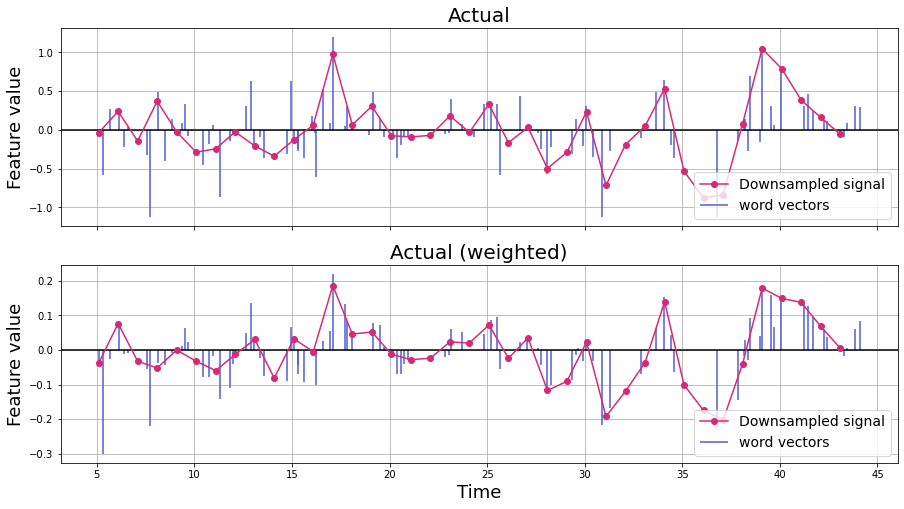 Actual
Feature value
1.0
0.5
0.0
−0.5
−1.0
Downsampled signal
word vectors
Actual (weighted)
Feature value
0.2
0.1
0.0
−0.1
−0.2
−0.3
Downsampled signal
word vectors
5 10 15 20 25 30 35 40 45
Time